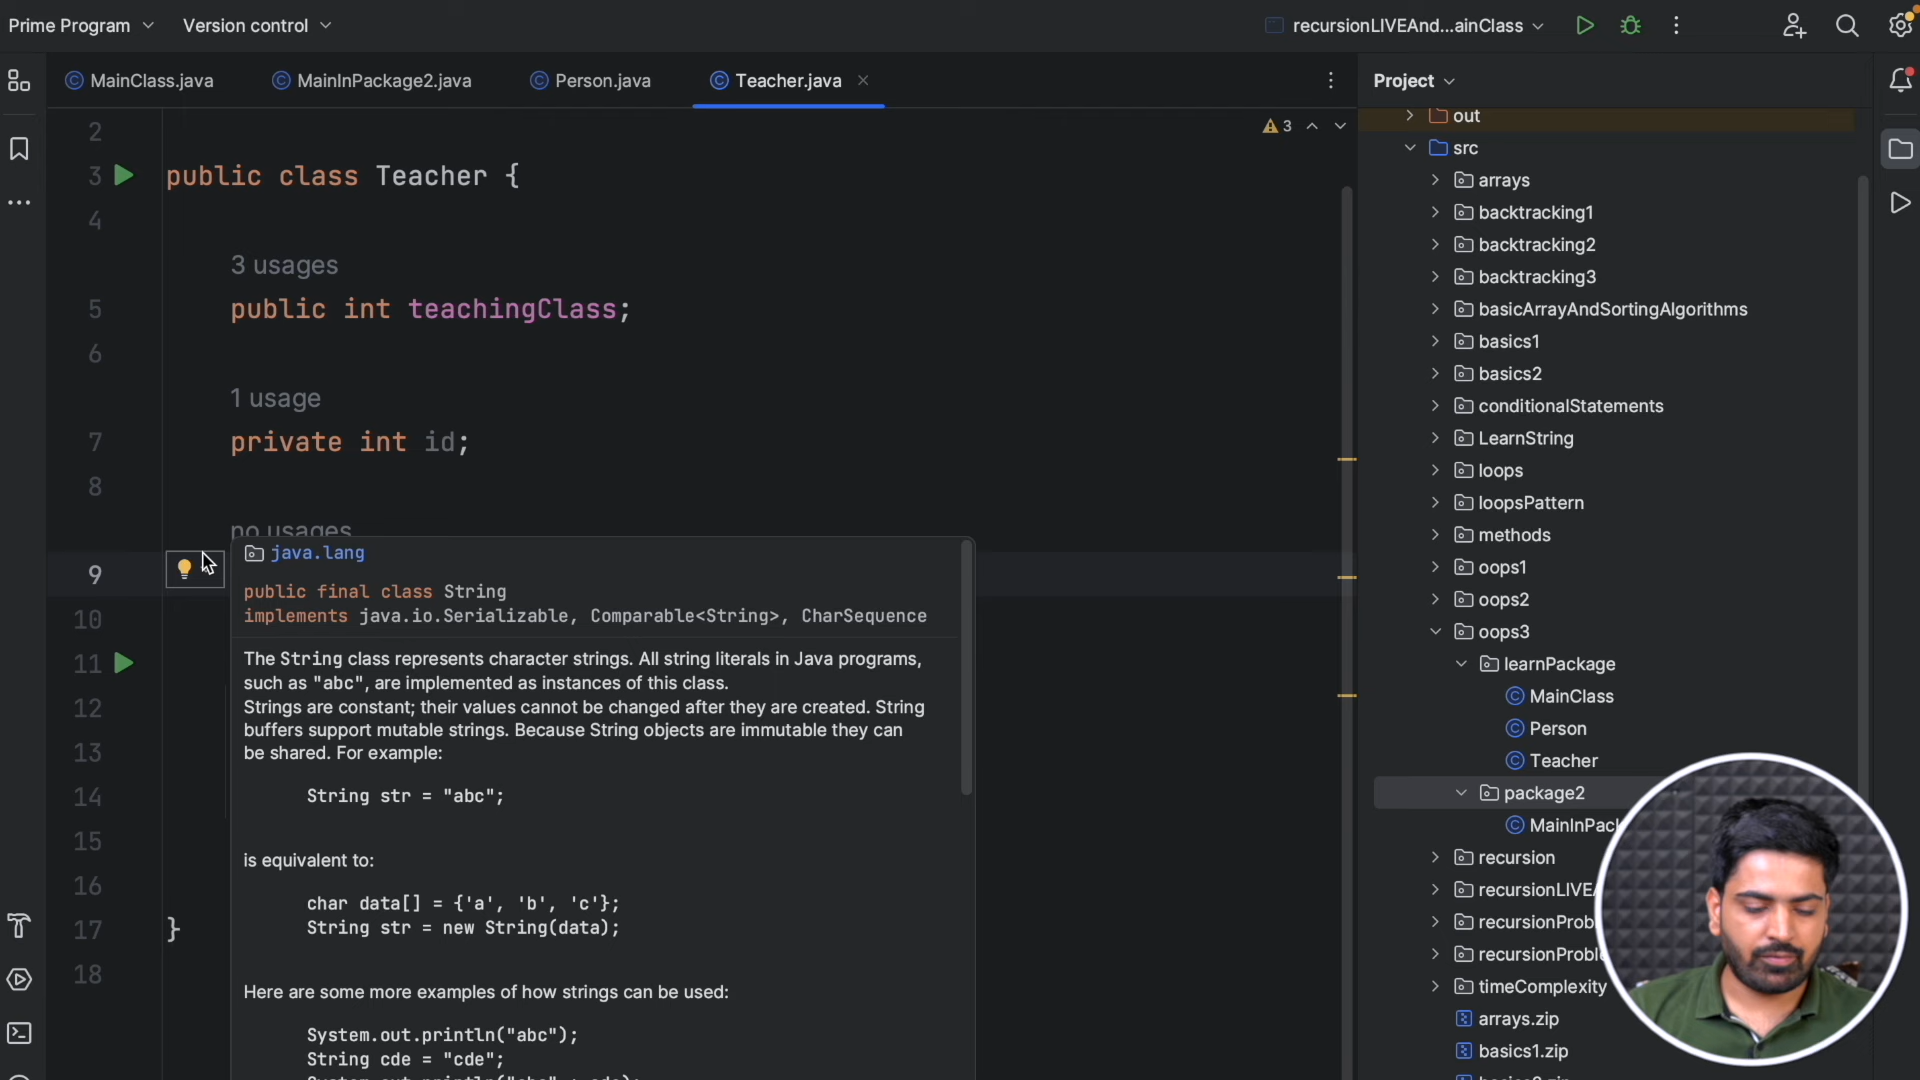 Prime Program
Version control
recursionLIVEAnd...ainClass
MainClass.java
MainInPackage2.java
Person.java
Teacher.java
Project
3
2
3 public class Teacher {
4
3 usages
5 public int teachingClass;
6
1 usage
7 private int id;
8
no usages
9
10
11
12
13
14
15
16
17 }
18
java.lang
public final class String
implements java.io.Serializable, Comparable<String>, CharSequence
The String class represents character strings. All string literals in Java programs,
such as "abc", are implemented as instances of this class.
Strings are constant; their values cannot be changed after they are created. String
buffers support mutable strings. Because String objects are immutable they can
be shared. For example:
String str = "abc";
is equivalent to:
char data[] = {'a', 'b', 'c'};
String str = new String(data);
Here are some more examples of how strings can be used:
System.out.println("abc");
String cde = "cde";
out
src
arrays
backtracking1
backtracking2
backtracking3
basicArrayAndSortingAlgorithms
basics1
basics2
conditionalStatements
LearnString
loops
loopsPattern
methods
oops1
oops2
oops3
learnPackage
MainClass
Person
Teacher
package2
MainInPack
recursion
recursionLIVEA
recursionProb
recursionProble
timeComplexity
arrays.zip
basics1.zip